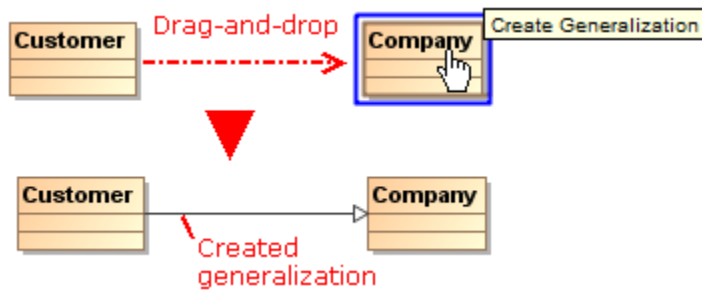 Customer
Drag-and-drop
Company
Create Generalization
Customer
Company
Created
generalization